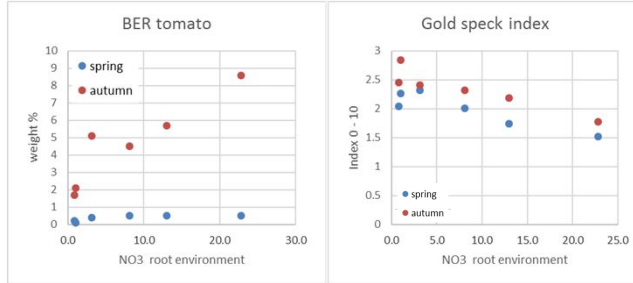 BER tomato
10
9
8
7
6
5
4
3
2
1
0
weight %
spring
autumn
0.0 10.0 20.0 30.0
NO3 root environment
Gold speck index
3
2.5
2
1.5
1
0.5
0
Index 0 - 10
spring
autumn
0.0 5.0 10.0 15.0 20.0 25.0
NO3 root environment